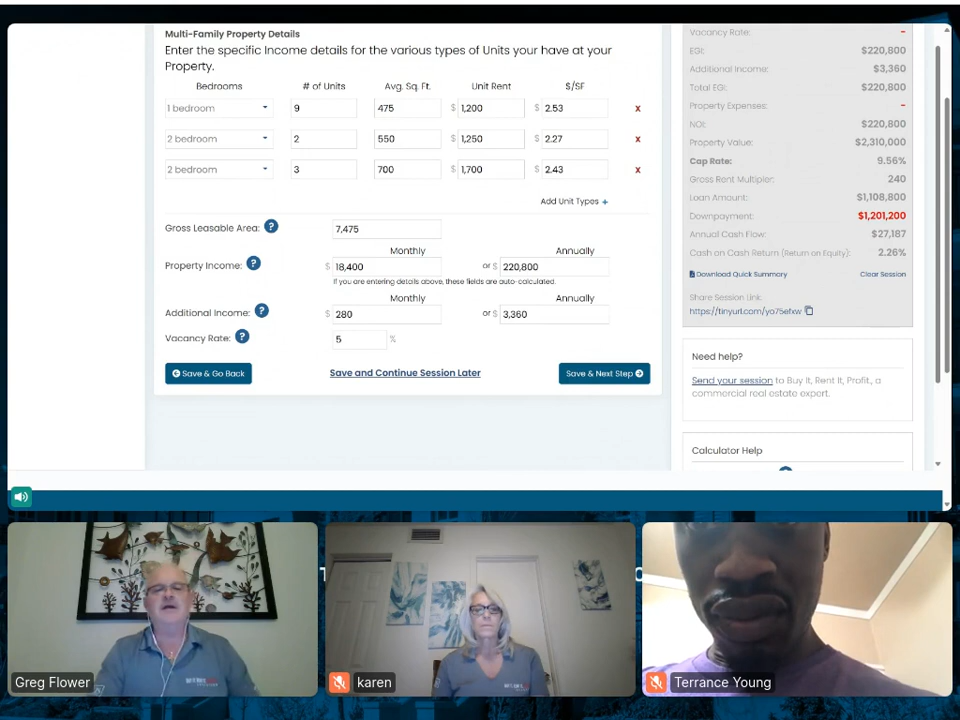 Multi-Family Property Details
Enter the specific Income details for the various types of Units your have at your
Property.
Bedrooms # of Units Avg. Sq. Ft. Unit Rent $/SF
1 bedroom 9 475 $ 1,200 $ 2.53 x
2 bedroom 2 550 $ 1,250 $ 2.27 x
2 bedroom 3 700 $ 1,700 $ 2.43 x
Add Unit Types +
Gross Leasable Area: ? 7,475
Monthly Annually
Property Income: ? $ 18,400 or $ 220,800
If you are entering details above, these fields are auto-calculated.
Monthly Annually
Additional Income: ? $ 280 or $ 3,360
Vacancy Rate: ? 5 %
Save & Go Back Save and Continue Session Later Save & Next Step
Vacancy Rate: -
EGI: $220,800
Additional Income: $3,360
Total EGI: $220,800
Property Expenses: -
NOI: $220,800
Property Value: $2,310,000
Cap Rate: 9.56%
Gross Rent Multiplier: 240
Loan Amount: $1,108,800
Downpayment: $1,201,200
Annual Cash Flow: $27,187
Cash on Cash Return (Return on Equity): 2.26%
Download Quick Summary Clear Session
Share Session Link:
https://tinyurl.com/yo75efxw
Need help?
Send your session to Buy It, Rent It, Profit, a
commercial real estate expert.
Calculator Help
Greg Flower
karen
Terrance Young